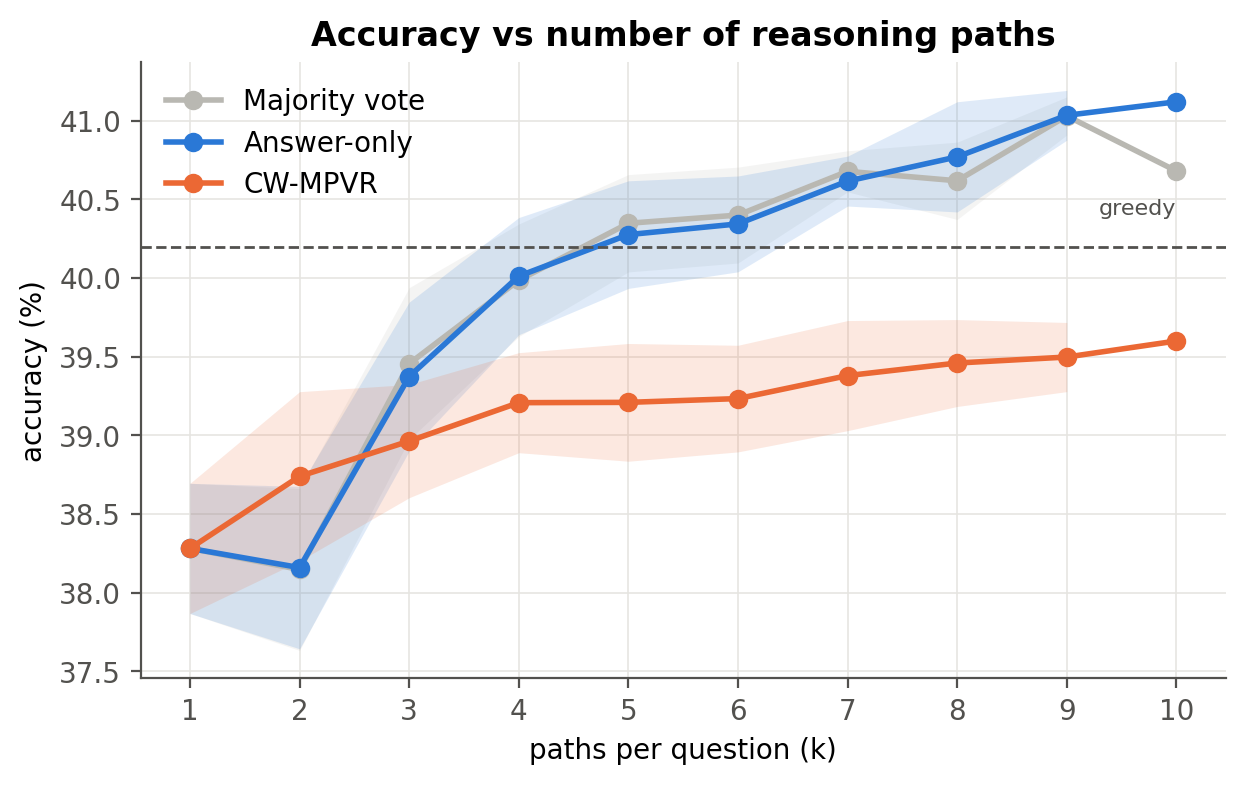 Accuracy vs number of reasoning paths
Majority vote
Answer-only
CW-MPVR
greedy
accuracy (%)
41.0
40.5
40.0
39.5
39.0
38.5
38.0
37.5
1 2 3 4 5 6 7 8 9 10
paths per question (k)